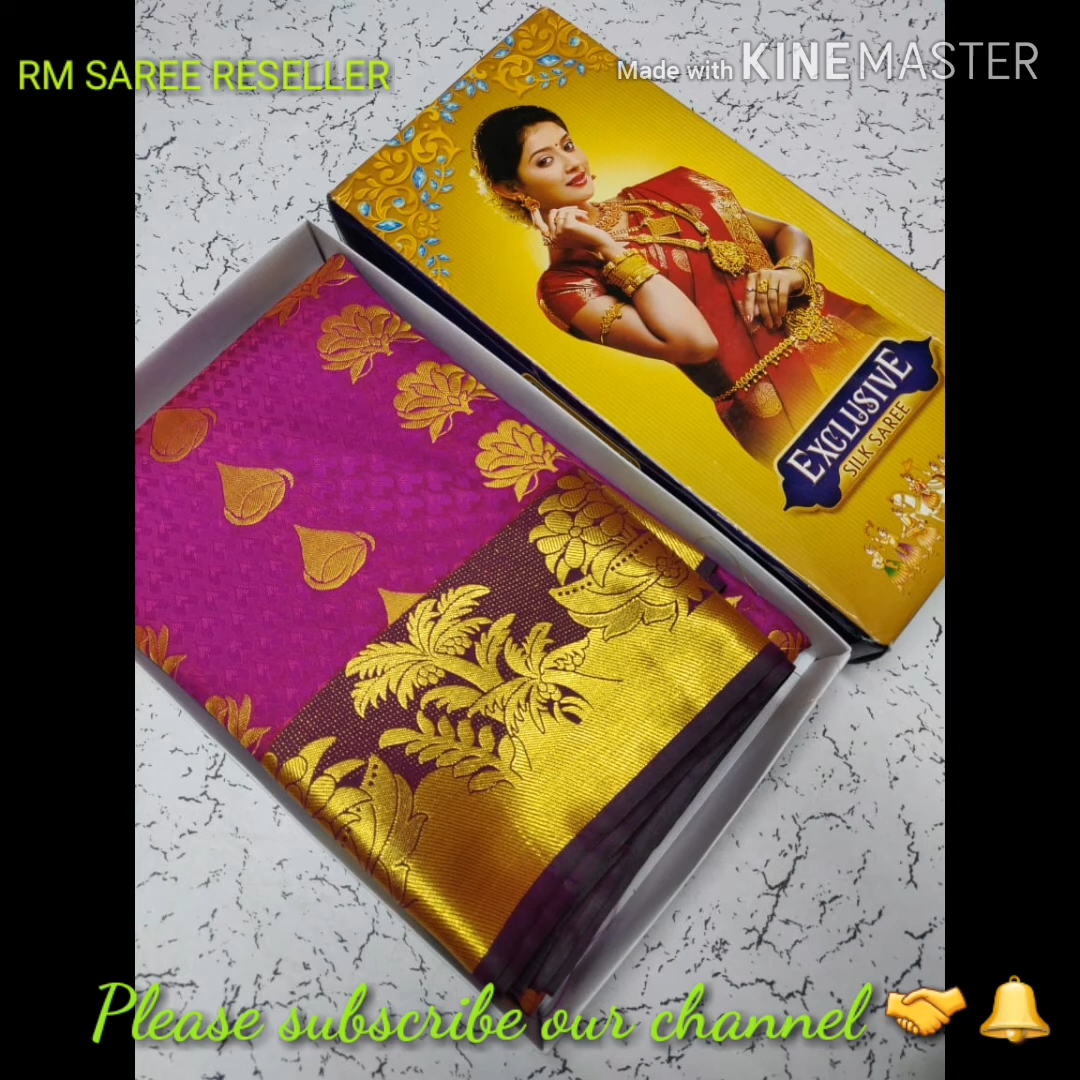 RM SAREE RESELLER
Made with KINEMASTER
EXCLUSIVE
SILK SAREE
Please subscribe our channel 🤝 🔔